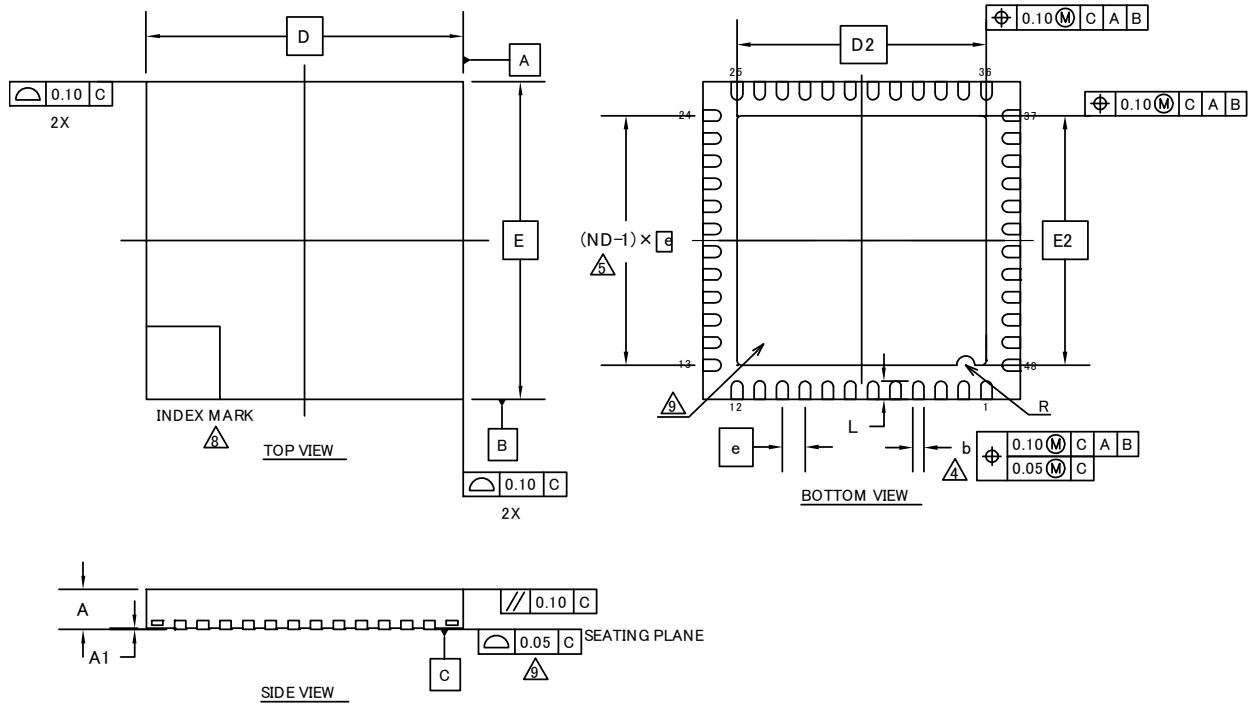 D
A
0.10 C
2X
E
INDEX MARK
8
TOP VIEW
B
0.10 C
2X
0.10 Ⓜ C A B
D2
25
36
0.10 Ⓜ C A B
24
37
(ND-1)× e
5
E2
13
48
9
12
1
R
L
e
b
4
0.10 Ⓜ C A B
0.05 Ⓜ C
BOTTOM VIEW
A
// 0.10 C
0.05 C SEATING PLANE
A1
9
C
SIDE VIEW